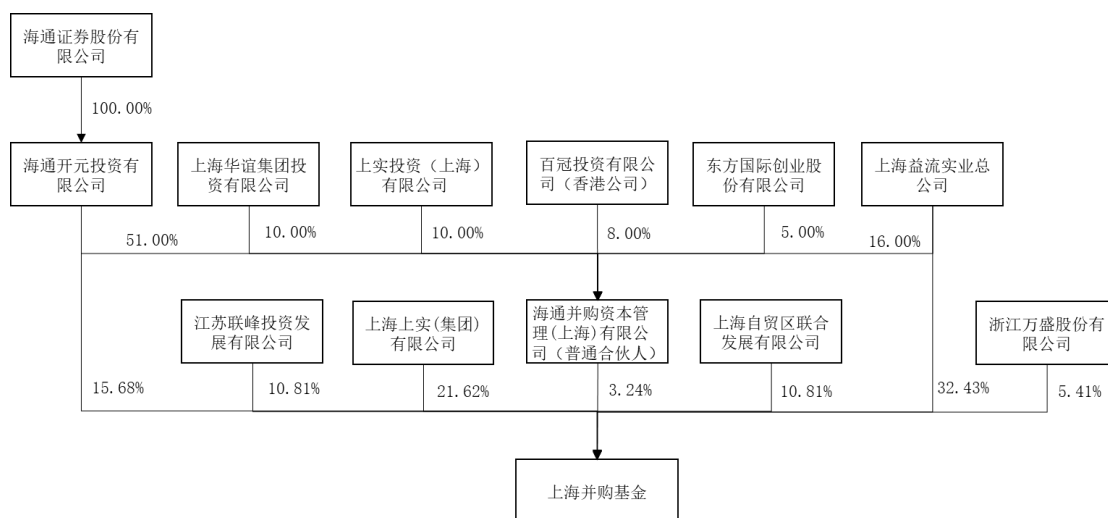 海通证券股份有
限公司
100.00%
海通开元投资有
限公司
上海华谊集团投
资有限公司
上实投资（上海）
有限公司
百冠投资有限公
司（香港公司）
东方国际创业股
份有限公司
上海益流实业总
公司
51.00%
10.00%
10.00%
8.00%
5.00%
16.00%
江苏联峰投资发
展有限公司
上海上实(集团)
有限公司
海通并购资本管
理(上海)有限公
司（普通合伙人）
上海自贸区联合
发展有限公司
浙江万盛股份有
限公司
15.68%
10.81%
21.62%
3.24%
10.81%
32.43%
5.41%
上海并购基金